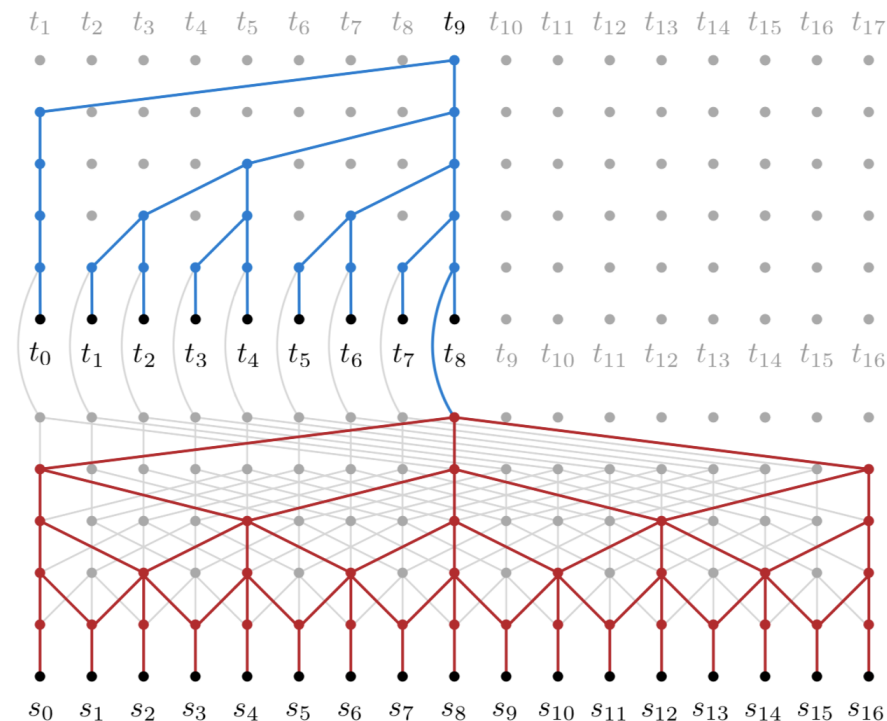 t₁ t₂ t₃ t₄ t₅ t₆ t₇ t₈ t₉ t₁₀ t₁₁ t₁₂ t₁₃ t₁₄ t₁₅ t₁₆ t₁₇
t₀ t₁ t₂ t₃ t₄ t₅ t₆ t₇ t₈ t₉ t₁₀ t₁₁ t₁₂ t₁₃ t₁₄ t₁₅ t₁₆
s₀ s₁ s₂ s₃ s₄ s₅ s₆ s₇ s₈ s₉ s₁₀ s₁₁ s₁₂ s₁₃ s₁₄ s₁₅ s₁₆